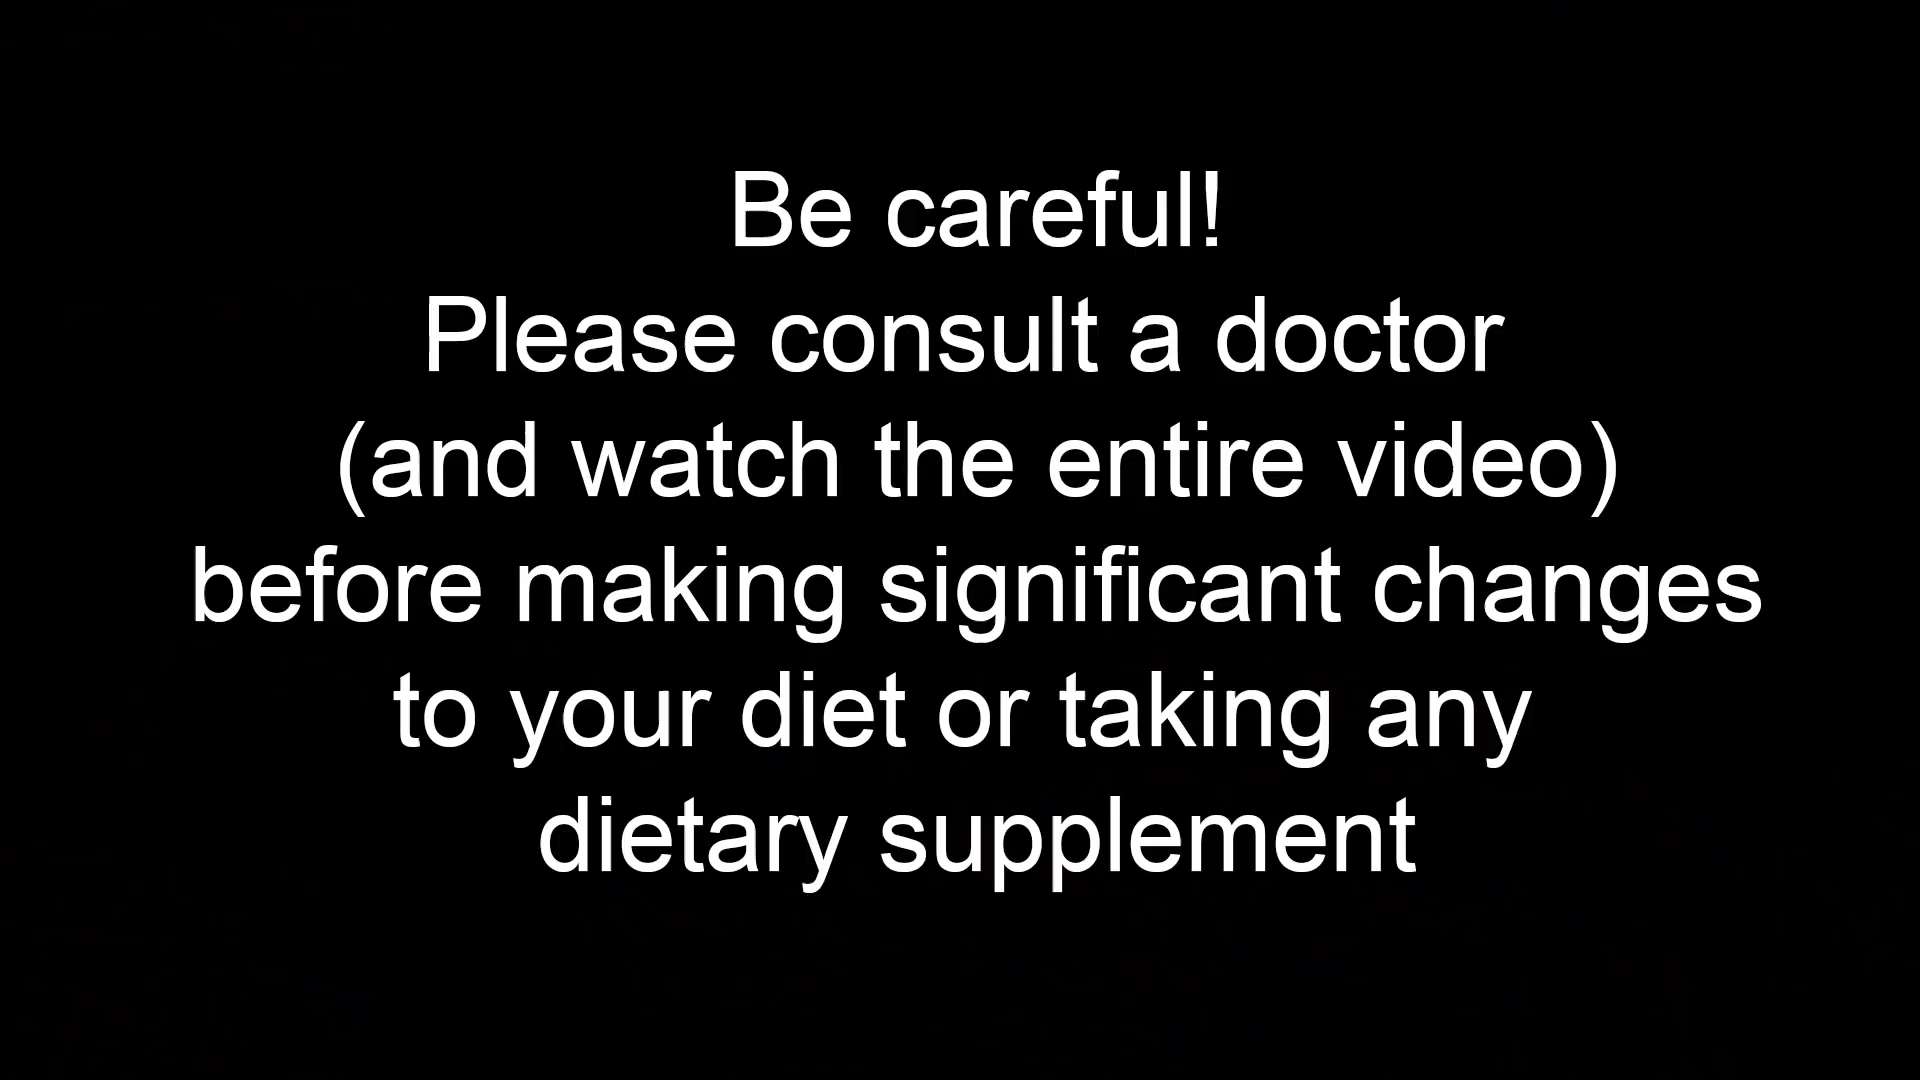 Be careful!
Please consult a doctor
(and watch the entire video)
before making significant changes
to your diet or taking any
dietary supplement